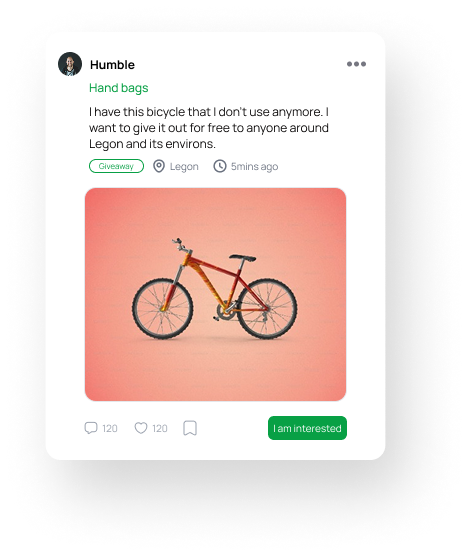 Humble
Hand bags
I have this bicycle that I don't use anymore. I
want to give it out for free to anyone around
Legon and its environs.
Giveaway Legon 5mins ago
120 120 I am interested